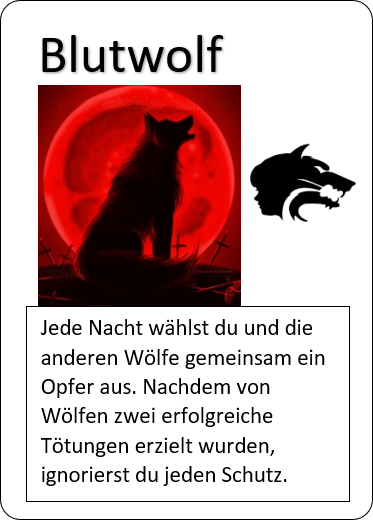 Blutwolf
Jede Nacht wählst du und die
anderen Wölfe gemeinsam ein
Opfer aus. Nachdem von
Wölfen zwei erfolgreiche
Tötungen erzielt wurden,
ignorierst du jeden Schutz.